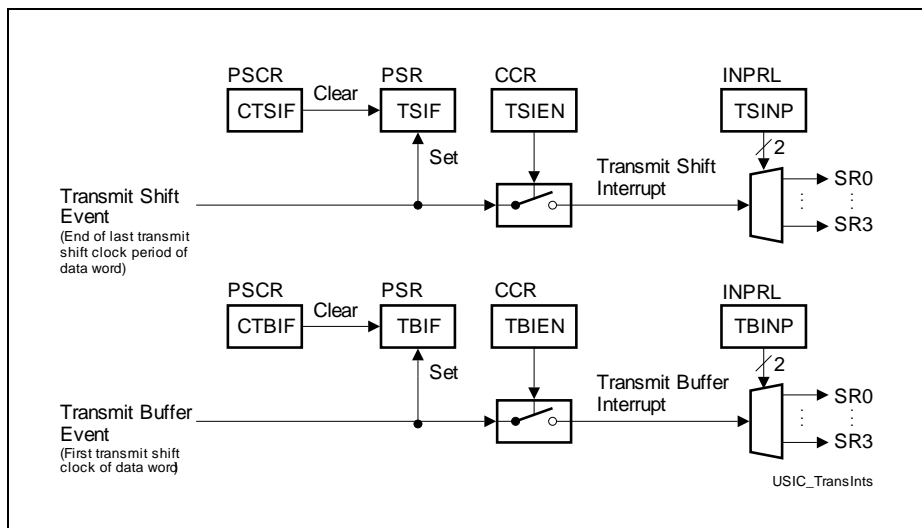 PSCR PSR CCR INPRL
Clear
CTSIF TSIF TSIEN TSINP
2
Set
Transmit Shift
Interrupt
SR0
SR3
Transmit Shift
Event
(End of last transmit
shift clock period of
data word)
PSCR PSR CCR INPRL
Clear
CTBIF TBIF TBIEN TBINP
2
Set
Transmit Buffer
Interrupt
SR0
SR3
Transmit Buffer
Event
(First transmit shift
clock of data word)
USIC_TransInts